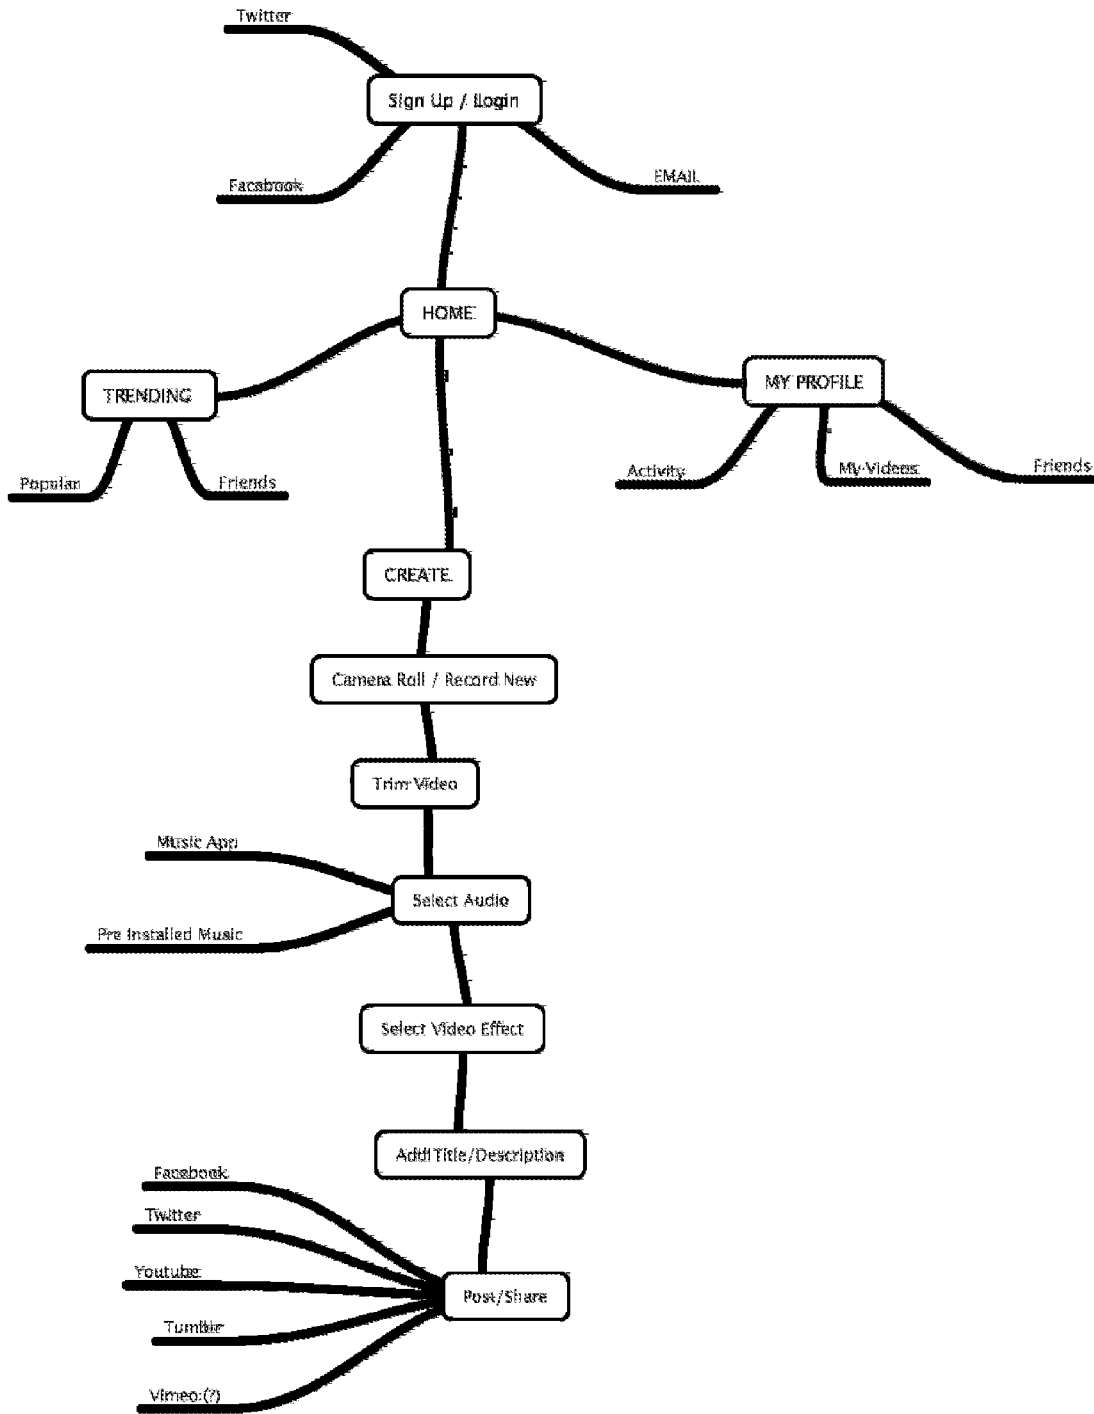 Twitter
Sign Up / Login
Facebook
EMAIL
HOME
TRENDING
MY PROFILE
Popular
Friends
Activity
My Videos
Friends
CREATE
Camera Roll / Record New
Trim Video
Music App
Select Audio
Pre Installed Music
Select Video Effect
Add Title/Description
Facebook
Twitter
Youtube
Post/Share
Tumblr
Vimeo (?)